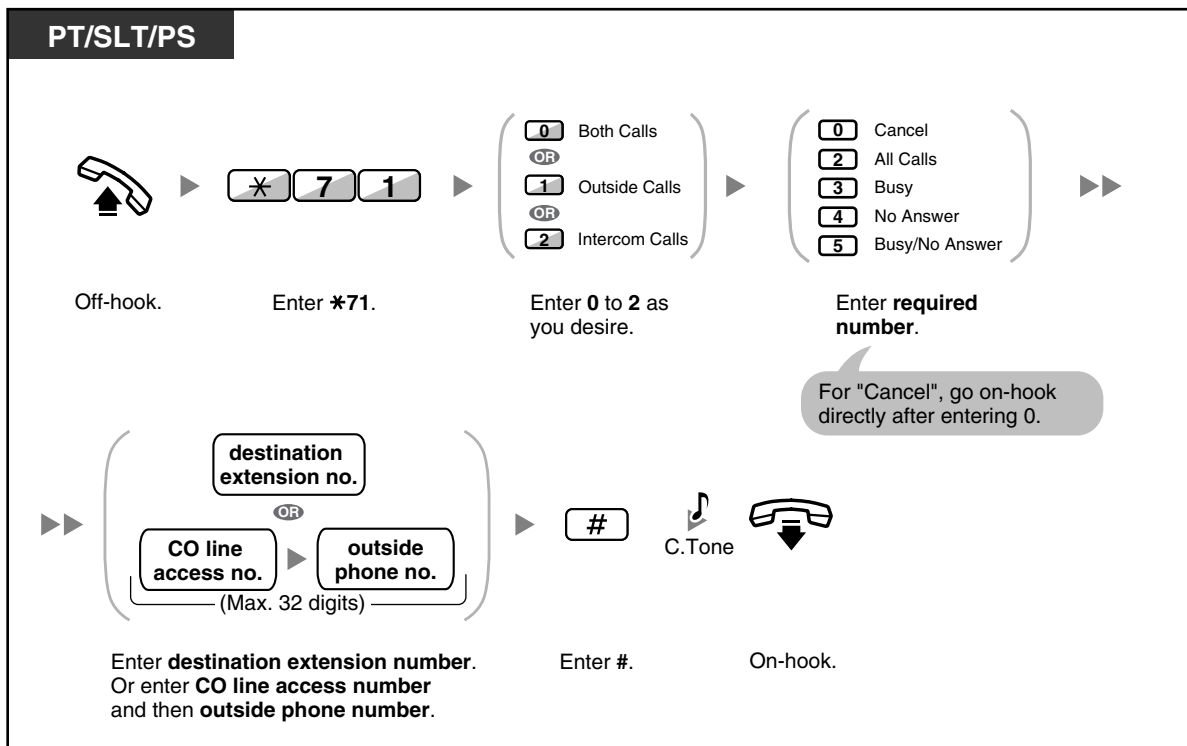 PT/SLT/PS
0 Both Calls
OR
1 Outside Calls
OR
2 Intercom Calls
0 Cancel
2 All Calls
3 Busy
4 No Answer
5 Busy/No Answer
* 7 1
Off-hook.
Enter *71.
Enter 0 to 2 as
you desire.
Enter required
number.
For "Cancel", go on-hook
directly after entering 0.
destination
extension no.
OR
CO line
access no.
outside
phone no.
(Max. 32 digits)
#
C.Tone
Enter destination extension number.
Or enter CO line access number
and then outside phone number.
Enter #.
On-hook.